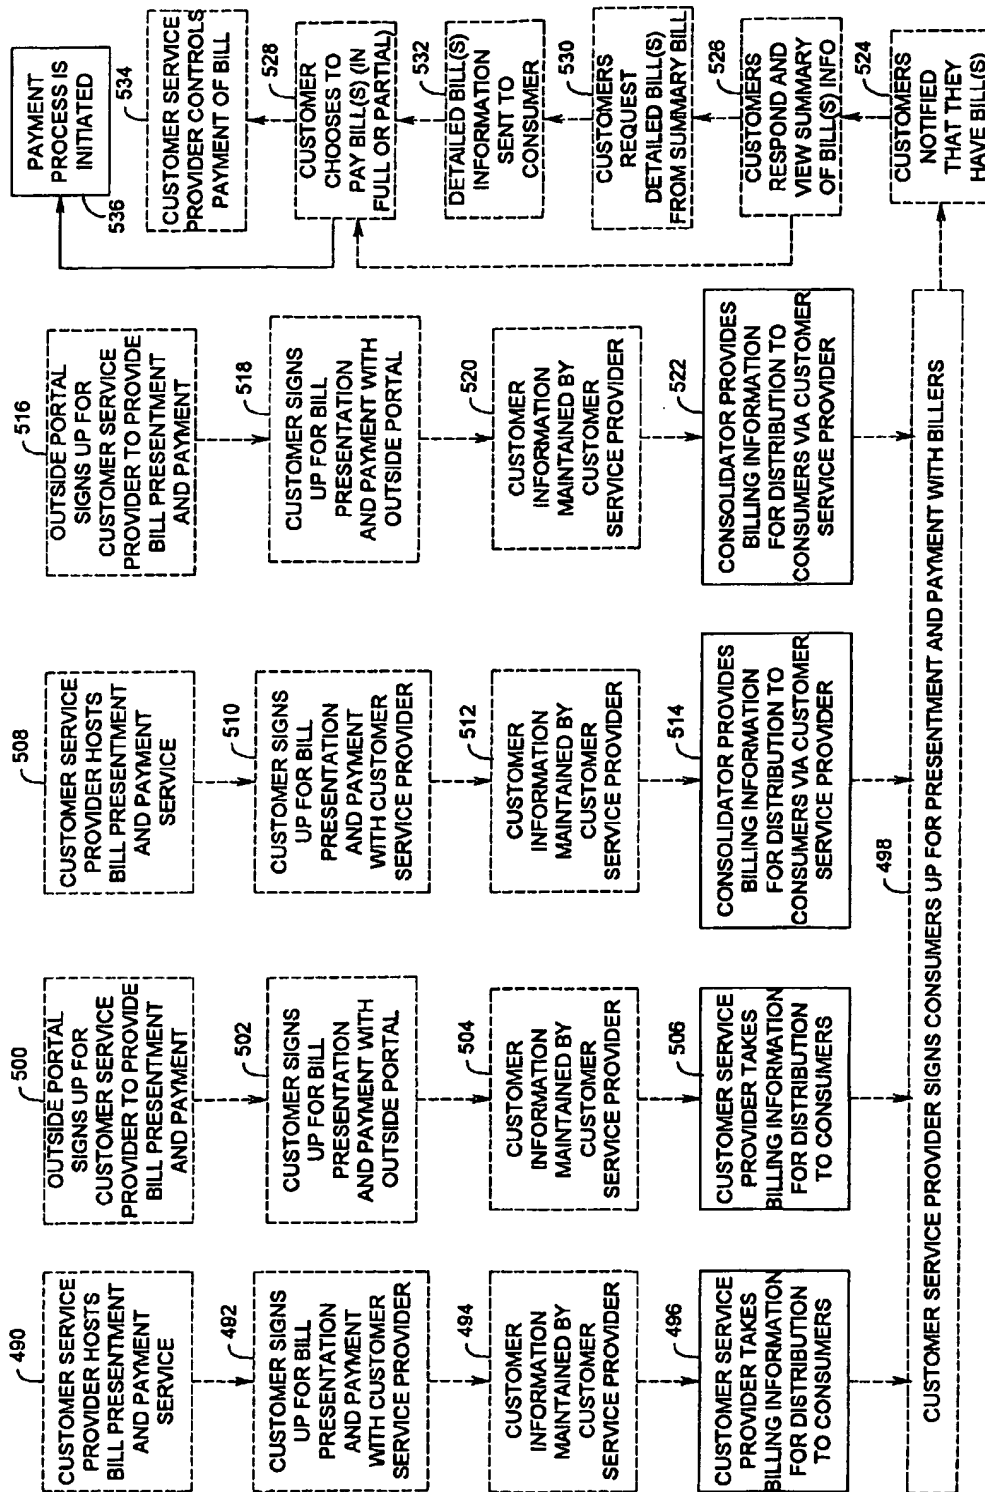 490
CUSTOMER SERVICE
PROVIDER HOSTS
BILL PRESENTMENT
AND PAYMENT
SERVICE
492
CUSTOMER SIGNS
UP FOR BILL
PRESENTATION
AND PAYMENT
WITH CUSTOMER
SERVICE PROVIDER
494
CUSTOMER
INFORMATION
MAINTAINED BY
CUSTOMER
SERVICE PROVIDER
496
CUSTOMER SERVICE
PROVIDER TAKES
BILLING INFORMATION
FOR DISTRIBUTION
TO CONSUMERS
500
OUTSIDE PORTAL
SIGNS UP FOR
CUSTOMER SERVICE
PROVIDER TO PROVIDE
BILL PRESENTMENT
AND PAYMENT
502
CUSTOMER SIGNS
UP FOR BILL
PRESENTATION
AND PAYMENT WITH
OUTSIDE PORTAL
504
CUSTOMER
INFORMATION
MAINTAINED BY
CUSTOMER
SERVICE PROVIDER
506
CUSTOMER SERVICE
PROVIDER TAKES
BILLING INFORMATION
FOR DISTRIBUTION
TO CONSUMERS
508
CUSTOMER SERVICE
PROVIDER HOSTS
BILL PRESENTMENT
AND PAYMENT
SERVICE
510
CUSTOMER SIGNS
UP FOR BILL
PRESENTATION
AND PAYMENT
WITH CUSTOMER
SERVICE PROVIDER
512
CUSTOMER
INFORMATION
MAINTAINED BY
CUSTOMER
SERVICE PROVIDER
514
CONSOLIDATOR PROVIDES
BILLING INFORMATION
FOR DISTRIBUTION TO
CONSUMERS VIA CUSTOMER
SERVICE PROVIDER
516
OUTSIDE PORTAL
SIGNS UP FOR
CUSTOMER SERVICE
PROVIDER TO PROVIDE
BILL PRESENTMENT
AND PAYMENT
518
CUSTOMER SIGNS
UP FOR BILL
PRESENTATION
AND PAYMENT WITH
OUTSIDE PORTAL
520
CUSTOMER
INFORMATION
MAINTAINED BY
CUSTOMER
SERVICE PROVIDER
522
CONSOLIDATOR PROVIDES
BILLING INFORMATION
FOR DISTRIBUTION TO
CONSUMERS VIA CUSTOMER
SERVICE PROVIDER
498
CUSTOMER SERVICE PROVIDER SIGNS CONSUMERS UP FOR PRESENTMENT AND PAYMENT WITH BILLERS
524
CUSTOMERS
NOTIFIED
THAT THEY
HAVE BILL(S)
526
CUSTOMERS
RESPOND AND
VIEW SUMMARY
OF BILL(S) INFO
530
CUSTOMERS
REQUEST
DETAILED BILL(S)
FROM SUMMARY BILL
532
DETAILED BILL(S)
INFORMATION
SENT TO
CONSUMER
528
CUSTOMER
CHOOSES TO
PAY BILL(S) (IN
FULL OR PARTIAL)
534
CUSTOMER SERVICE
PROVIDER CONTROLS
PAYMENT OF BILL
PAYMENT
PROCESS IS
INITIATED
536